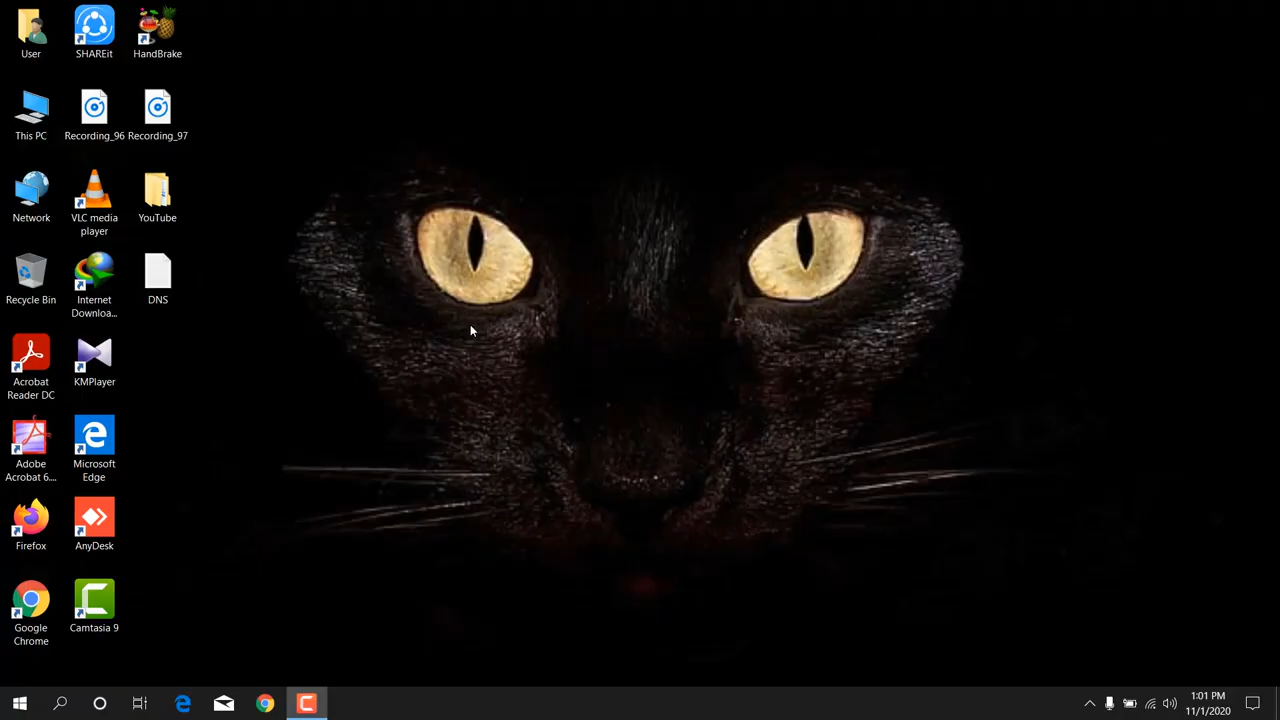 User
SHAREit
HandBrake
This PC
Recording_96
Recording_97
Network
VLC media
player
YouTube
Recycle Bin
Internet
Downloa...
DNS
Acrobat
Reader DC
KMPlayer
Adobe
Acrobat 6....
Microsoft
Edge
Firefox
AnyDesk
Google
Chrome
Camtasia 9
1:01 PM
11/1/2020